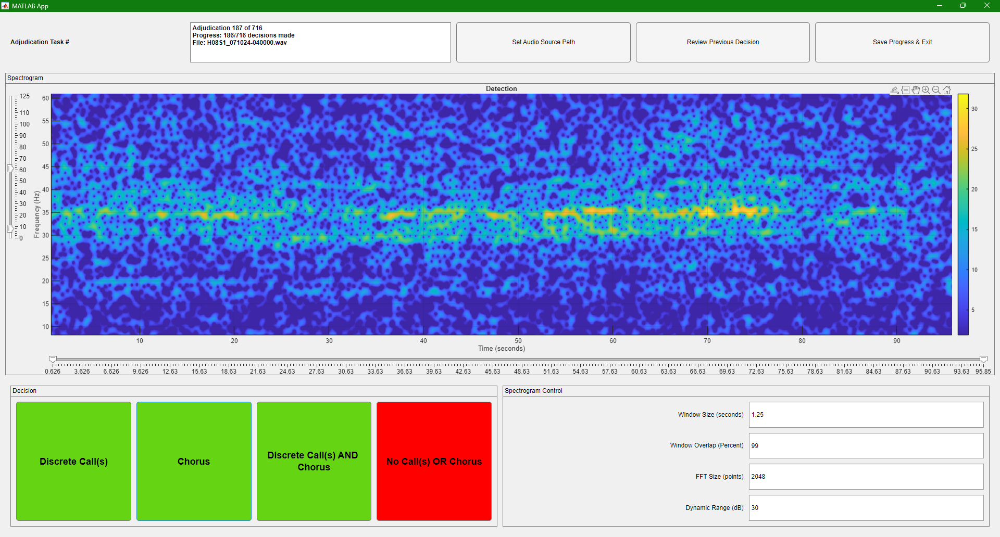 MATLAB App
Adjudication Task #
Adjudication 187 of 716
Progress: 186/716 decisions made
File: H08S1_071024-040000.wav
Set Audio Source Path
Review Previous Decision
Save Progress & Exit
Spectrogram
Detection
125
110
100
90
80
70
60
50
40
30
20
10
0
Frequency (Hz)
60
55
50
45
40
35
30
25
20
15
10
30
25
20
15
10
5
10 20 30 40 50 60 70 80 90
Time (seconds)
0.626 3.626 6.626 9.626 12.63 15.63 18.63 21.63 24.63 27.63 30.63 33.63 36.63 39.63 42.63 45.63 48.63 51.63 54.63 57.63 60.63 63.63 66.63 69.63 72.63 75.63 78.63 81.63 84.63 87.63 90.63 93.63 95.85
Decision
Discrete Call(s)
Chorus
Discrete Call(s) AND
Chorus
No Call(s) OR Chorus
Spectrogram Control
Window Size (seconds) 1.25
Window Overlap (Percent) 99
FFT Size (points) 2048
Dynamic Range (dB) 30